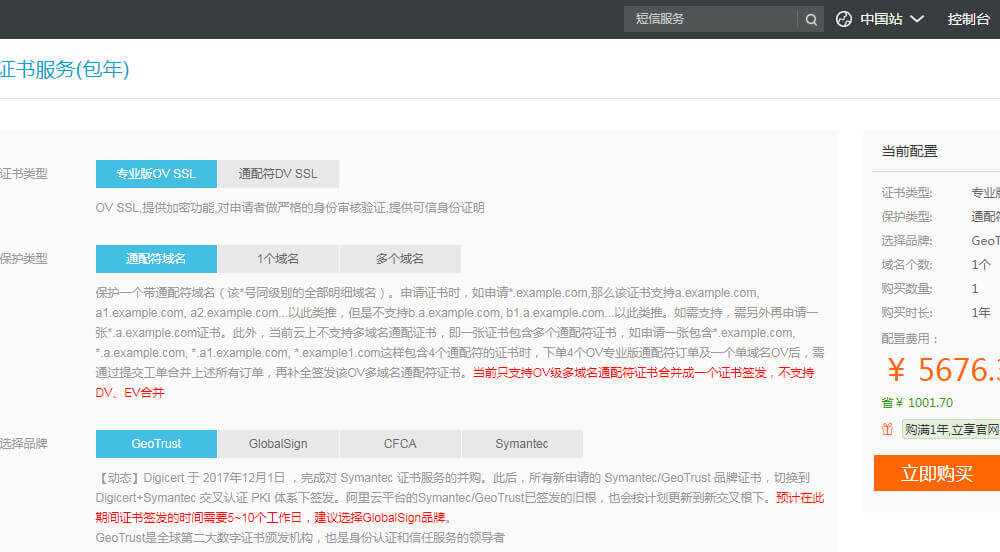 短信服务 中国站 控制台
证书服务(包年)
证书类型 专业版OV SSL 通配符DV SSL
OV SSL,提供加密功能,对申请者做严格的身份审核验证,提供可信身份证明
保护类型 通配符域名 1个域名 多个域名
保护一个带通配符域名（该*号同级别的全部明细域名）。申请证书时，如申请*.example.com,那么该证书支持a.example.com,
a1.example.com, a2.example.com...以此类推，但是不支持b.a.example.com, b1.a.example.com...以此类推。如需支持，需另外再申请一
张*.a.example.com证书。此外，当前云上不支持多域名通配证书，即一张证书包含多个通配符证书，如申请一张包含*.example.com,
*.a.example.com, *.a1.example.com, *.example1.com这样包含4个通配符的证书时，下单4个OV专业版通配符订单及一个单域名OV后，需
通过提交工单合并上述所有订单，再补全签发该OV多域名通配符证书。当前只支持OV级多域名通配符证书合并成一个证书签发，不支持
DV、EV合并
选择品牌 GeoTrust GlobalSign CFCA Symantec
【动态】Digicert 于 2017年12月1日 ，完成对 Symantec 证书服务的并购。此后，所有新申请的 Symantec/GeoTrust 品牌证书，切换到
Digicert+Symantec 交叉认证 PKI 体系下签发。阿里云平台的Symantec/GeoTrust已签发的旧根，也会按计划更新到新交叉根下。预计在此
期间证书签发的时间需要5~10个工作日，建议选择GlobalSign品牌。
GeoTrust是全球第二大数字证书颁发机构，也是身份认证和信任服务的领导者
当前配置
证书类型: 专业版
保护类型: 通配符
选择品牌: GeoT
域名个数: 1个
购买数量: 1
购买时长: 1年
配置费用：
¥ 5676.3
省¥ 1001.70
购满1年,立享官网
立即购买